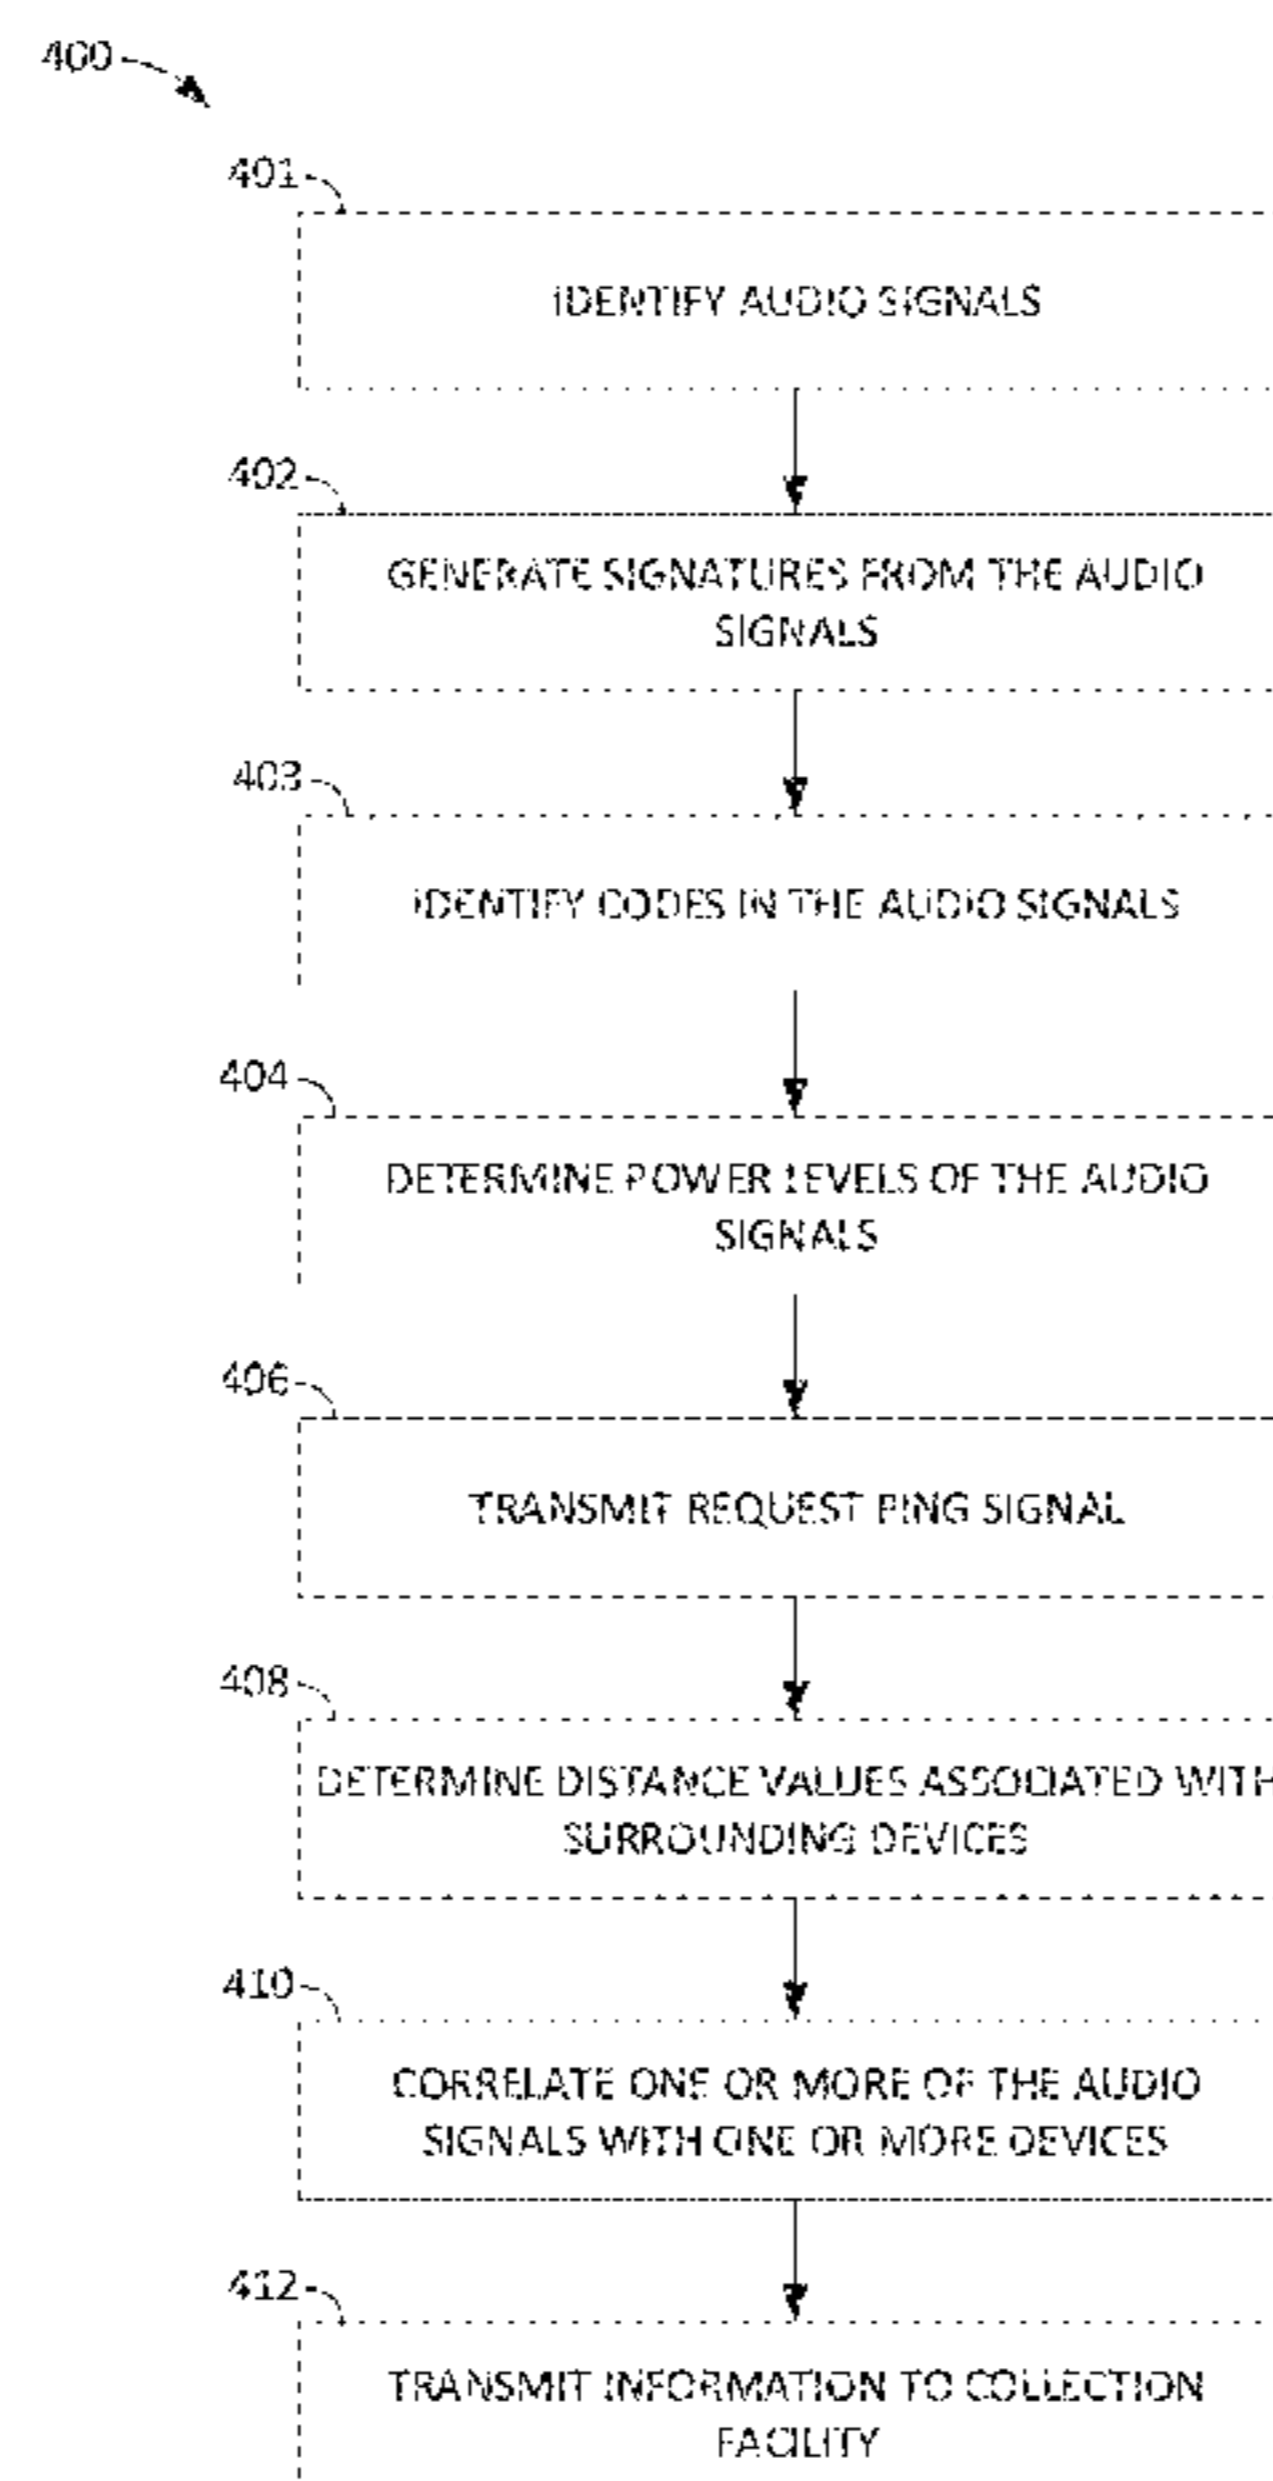 400
401
IDENTIFY AUDIO SIGNALS
402
GENERATE SIGNATURES FROM THE AUDIO
SIGNALS
403
IDENTIFY CODES IN THE AUDIO SIGNALS
404
DETERMINE POWER LEVELS OF THE AUDIO
SIGNALS
406
TRANSMIT REQUEST PING SIGNAL
408
DETERMINE DISTANCE VALUES ASSOCIATED WITH
SURROUNDING DEVICES
410
CORRELATE ONE OR MORE OF THE AUDIO
SIGNALS WITH ONE OR MORE DEVICES
412
TRANSMIT INFORMATION TO COLLECTION
FACILITY